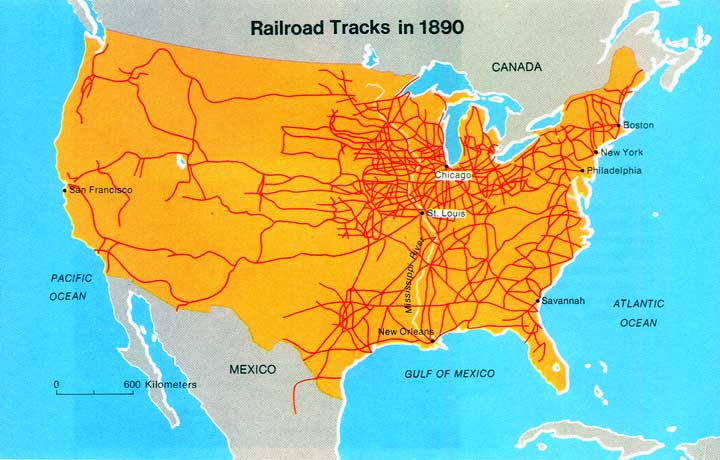 Railroad Tracks in 1890
CANADA
Boston
New York
Philadelphia
Chicago
San Francisco
St. Louis
Mississippi River
PACIFIC
OCEAN
Savannah
ATLANTIC
OCEAN
New Orleans
MEXICO
GULF OF MEXICO
0 600 Kilometers